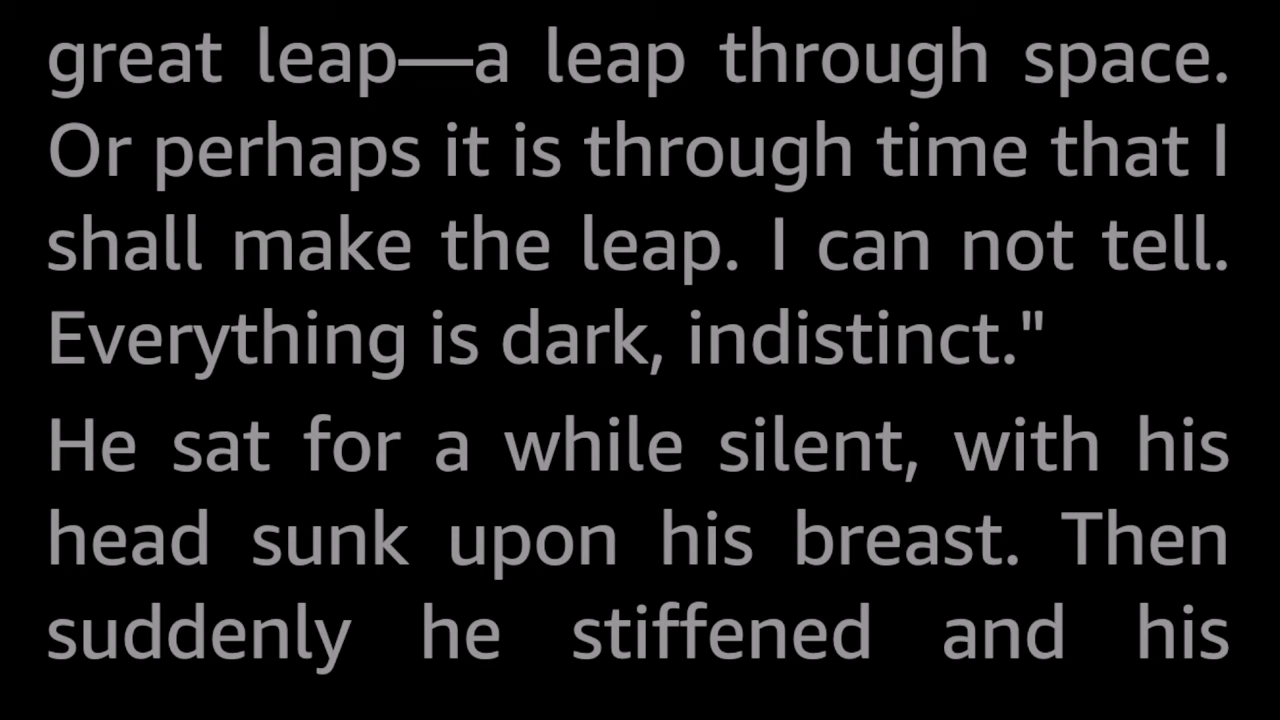 great leap—a leap through space.
Or perhaps it is through time that I
shall make the leap. I can not tell.
Everything is dark, indistinct."
He sat for a while silent, with his
head sunk upon his breast. Then
suddenly he stiffened and his